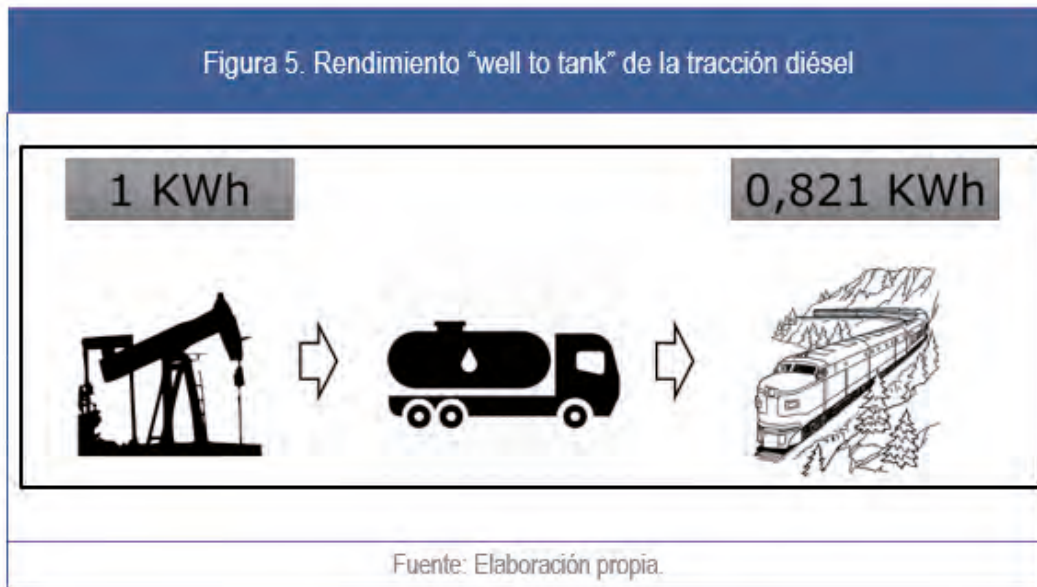 Figura 5. Rendimiento “well to tank” de la tracción diésel
1 KWh
0,821 KWh
Fuente: Elaboración propia.